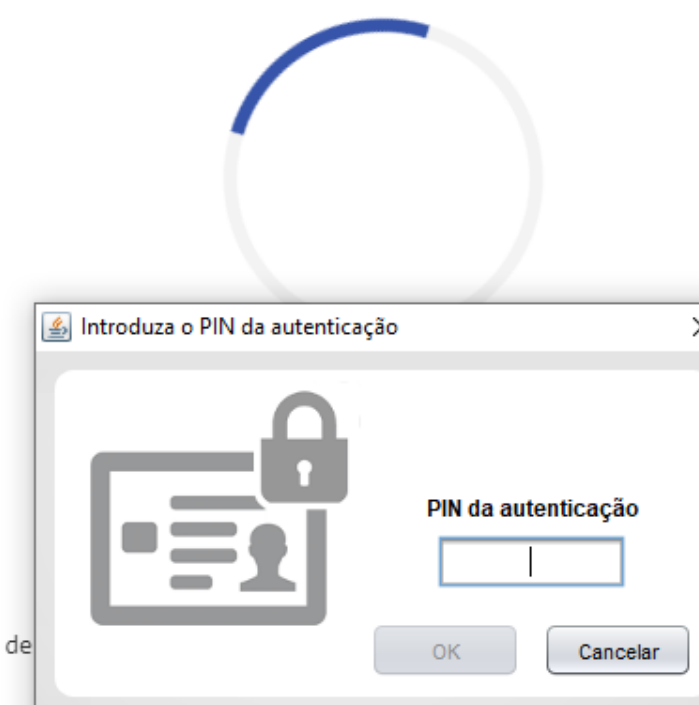 Introduza o PIN da autenticação
PIN da autenticação
de
OK
Cancelar